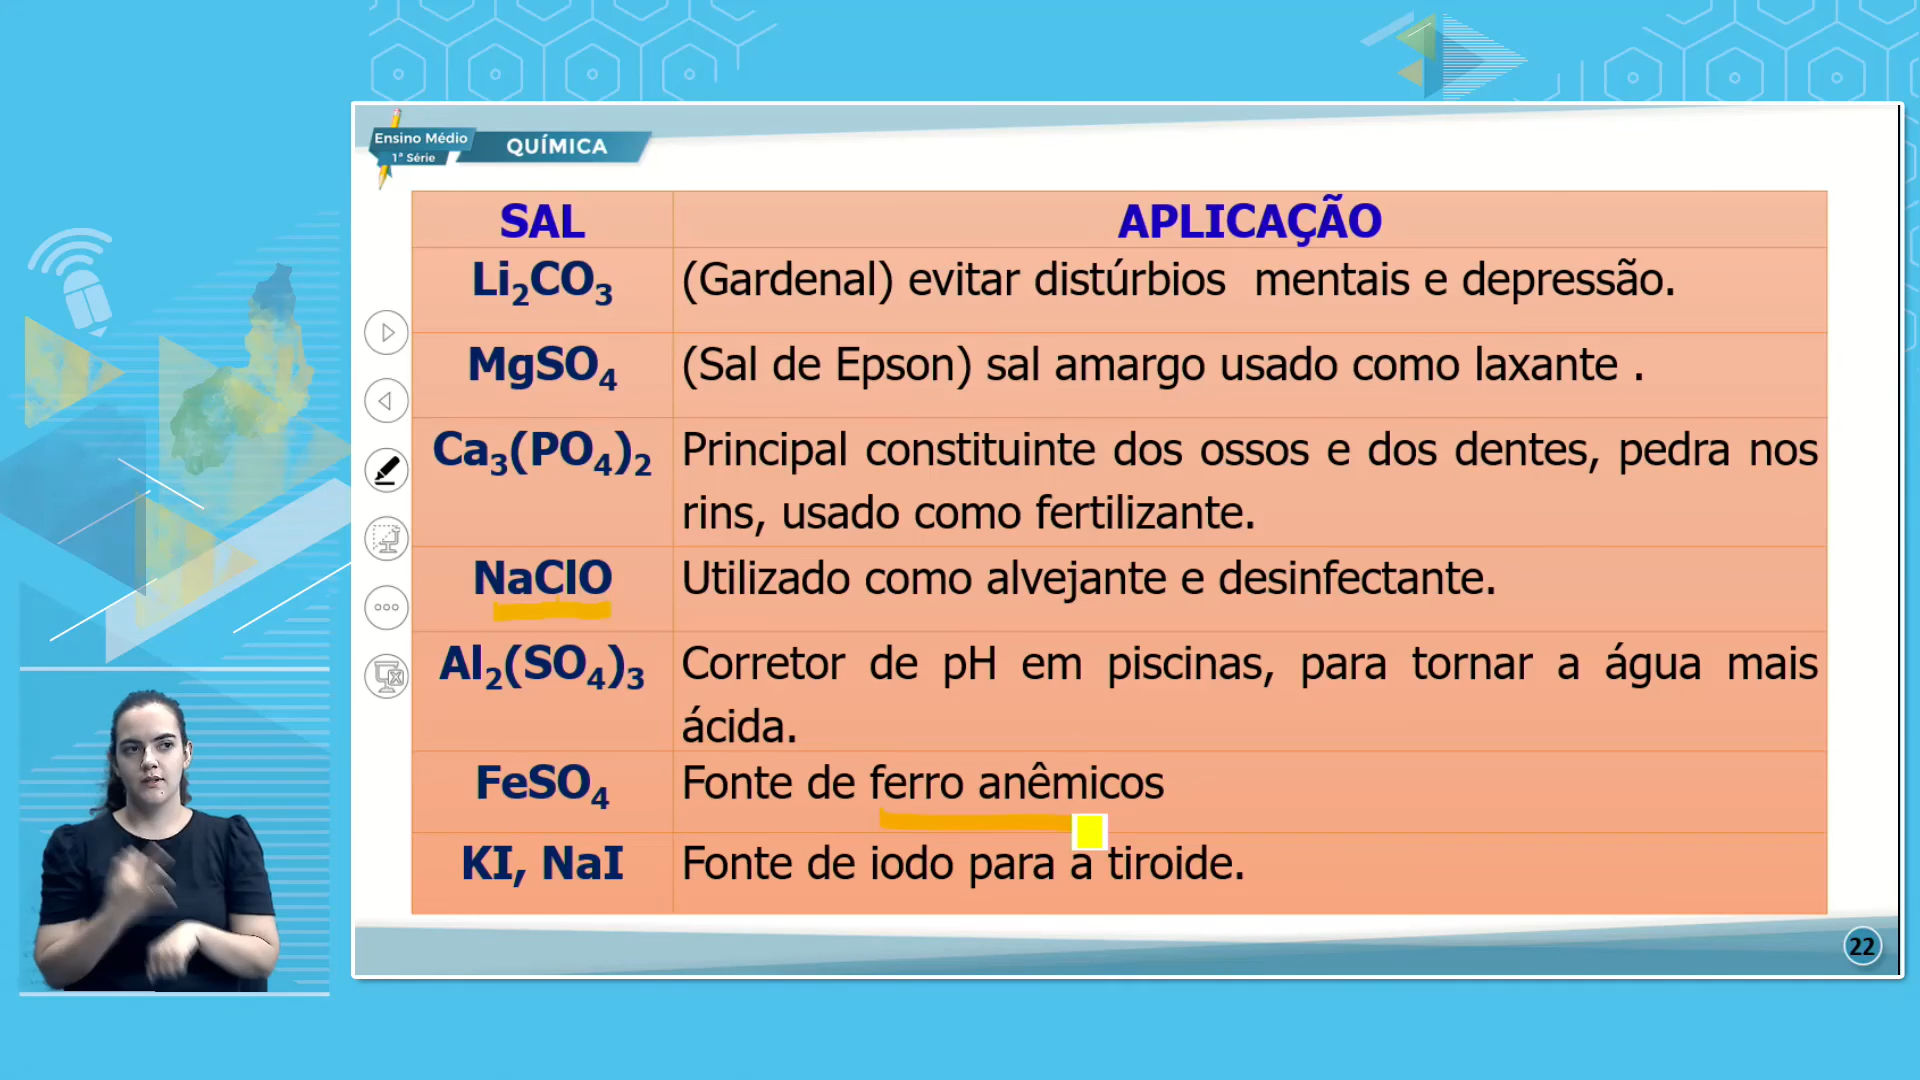 Ensino Médio
1ª Série
QUÍMICA
SAL APLICAÇÃO
Li₂CO₃ (Gardenal) evitar distúrbios mentais e depressão.
MgSO₄ (Sal de Epson) sal amargo usado como laxante .
Ca₃(PO₄)₂ Principal constituinte dos ossos e dos dentes, pedra nos
rins, usado como fertilizante.
NaClO Utilizado como alvejante e desinfectante.
Al₂(SO₄)₃ Corretor de pH em piscinas, para tornar a água mais
ácida.
FeSO₄ Fonte de ferro anêmicos
KI, NaI Fonte de iodo para a tiroide.
22